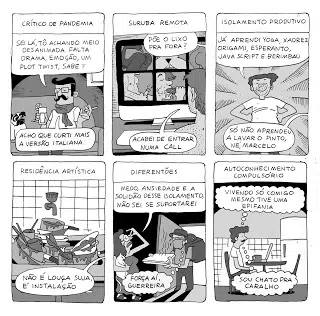 CRÍTICO DE PANDEMIA
SEI LÁ, TÔ ACHANDO MEIO
DESANIMADA. FALTA
DRAMA, EMOÇÃO, UM
PLOT TWIST, SABE?
ACHO QUE CURTI MAIS
A VERSÃO ITALIANA.
SURUBA REMOTA
PÕE O LIXO
PRA FORA?
ACABEI DE ENTRAR
NUMA CALL
ISOLAMENTO PRODUTIVO
JÁ APRENDI YOGA, XADREZ
ORIGAMI, ESPERANTO,
JAVA SCRIPT E BERIMBAU
SÓ NÃO APRENDEU
A LAVAR O PINTO,
NÉ MARCELO
RESIDÊNCIA ARTÍSTICA
NÃO É LOUÇA SUJA
É INSTALAÇÃO
DIFERENTÕES
MEDO, ANSIEDADE E A
SOLIDÃO DESSE ISOLAMENTO,
NÃO SEI SE SUPORTAREI
FORÇA AÍ,
GUERREIRA
AUTOCONHECIMENTO
COMPULSÓRIO
VIVENDO SÓ COMIGO
MESMO TIVE UMA
EPIFANIA
SOU CHATO PRA
CARALHO